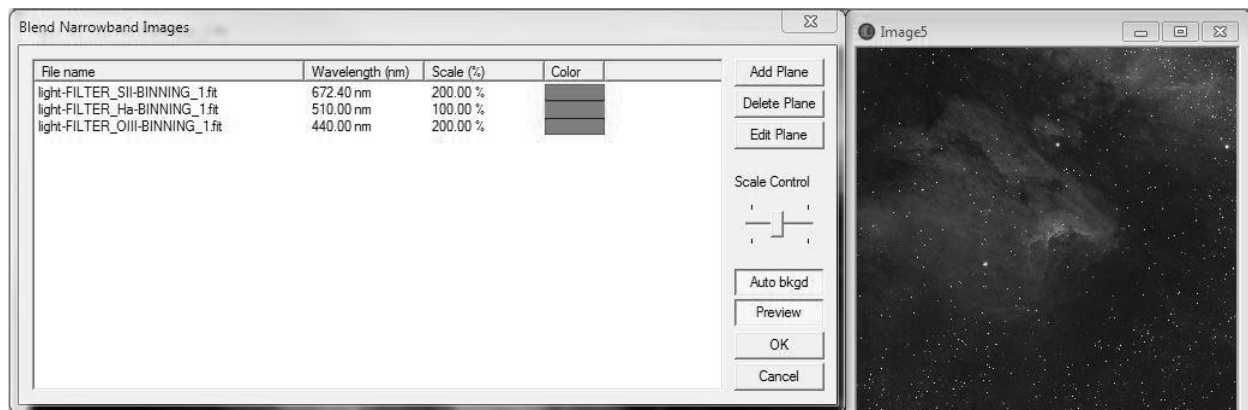 Blend Narrowband Images
File name Wavelength (nm) Scale (%) Color
light-FILTER_SII-BINNING_1.fit 672.40 nm 200.00 %
light-FILTER_Ha-BINNING_1.fit 510.00 nm 100.00 %
light-FILTER_OIII-BINNING_1.fit 440.00 nm 200.00 %
Add Plane
Delete Plane
Edit Plane
Scale Control
Auto bkgd
Preview
OK
Cancel
Image5